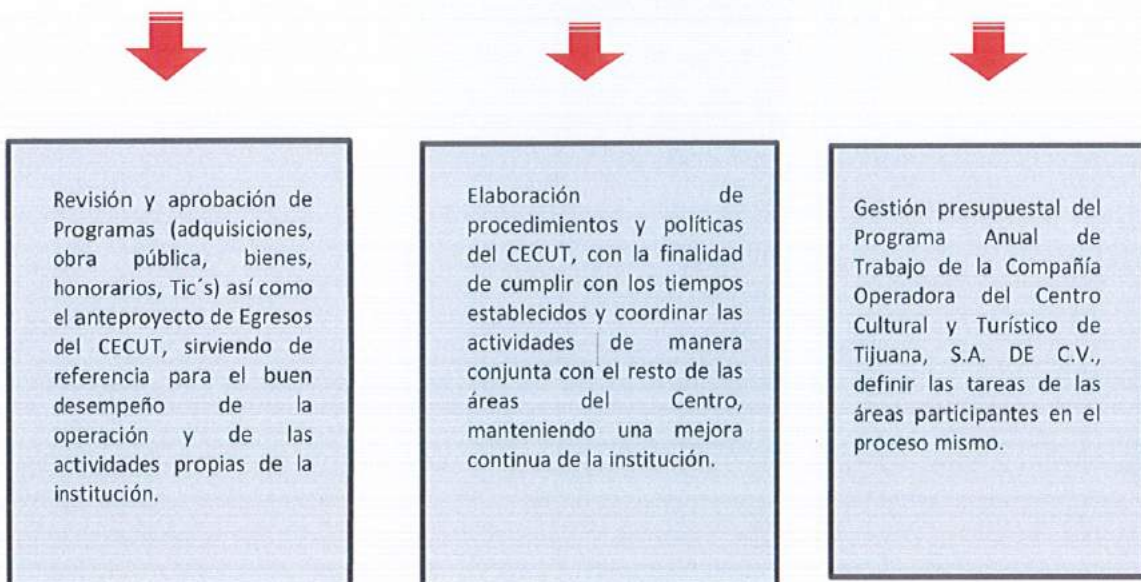 Revisión y aprobación de
Programas (adquisiciones,
obra pública, bienes,
honorarios, Tic´s) así como
el anteproyecto de Egresos
del CECUT, sirviendo de
referencia para el buen
desempeño de la
operación y de las
actividades propias de la
institución.
Elaboración de
procedimientos y políticas
del CECUT, con la finalidad
de cumplir con los tiempos
establecidos y coordinar las
actividades de manera
conjunta con el resto de las
áreas del Centro,
manteniendo una mejora
continua de la institución.
Gestión presupuestal del
Programa Anual de
Trabajo de la Compañía
Operadora del Centro
Cultural y Turístico de
Tijuana, S.A. DE C.V.,
definir las tareas de las
áreas participantes en el
proceso mismo.